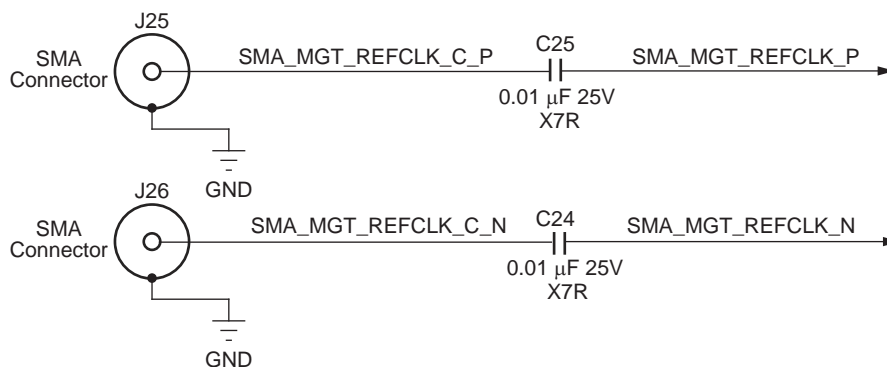 J25
SMA
Connector
SMA_MGT_REFCLK_C_P
C25
SMA_MGT_REFCLK_P
0.01 μF 25V
X7R
GND
J26
SMA
Connector
SMA_MGT_REFCLK_C_N
C24
SMA_MGT_REFCLK_N
0.01 μF 25V
X7R
GND